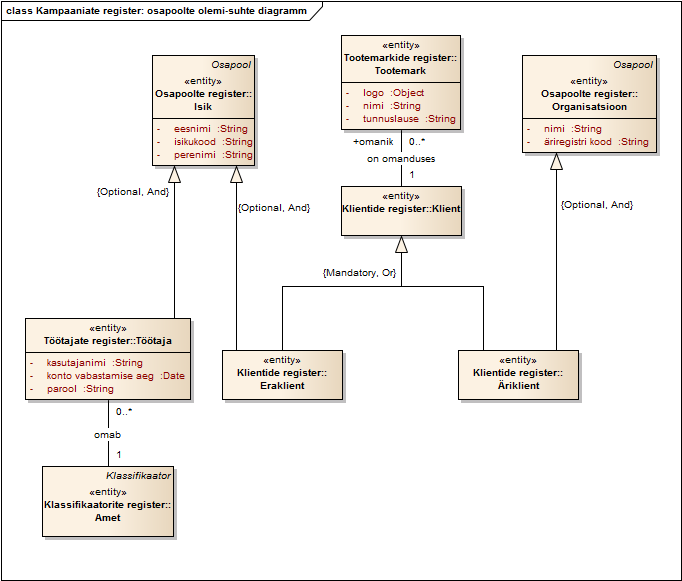 class Kampaaniate register: osapoolte olemi-suhte diagramm
Osapool
«entity»
Osapoolte register::
Isik
- eesnimi :String
- isikukood :String
- perenimi :String
«entity»
Tootemarkide register::
Tootemark
- logo :Object
- nimi :String
- tunnuslause :String
Osapool
«entity»
Osapoolte register::
Organisatsioon
- nimi :String
- äriregistri kood :String
+omanik 0..*
on omanduses
1
«entity»
Klientide register::Klient
{Optional, And}
{Optional, And}
{Optional, And}
{Mandatory, Or}
«entity»
Töötajate register::Töötaja
- kasutajanimi :String
- konto vabastamise aeg :Date
- parool :String
«entity»
Klientide register::
Eraklient
«entity»
Klientide register::
Äriklient
0..*
omab
1
Klassifikaator
«entity»
Klassifikaatorite register::
Amet